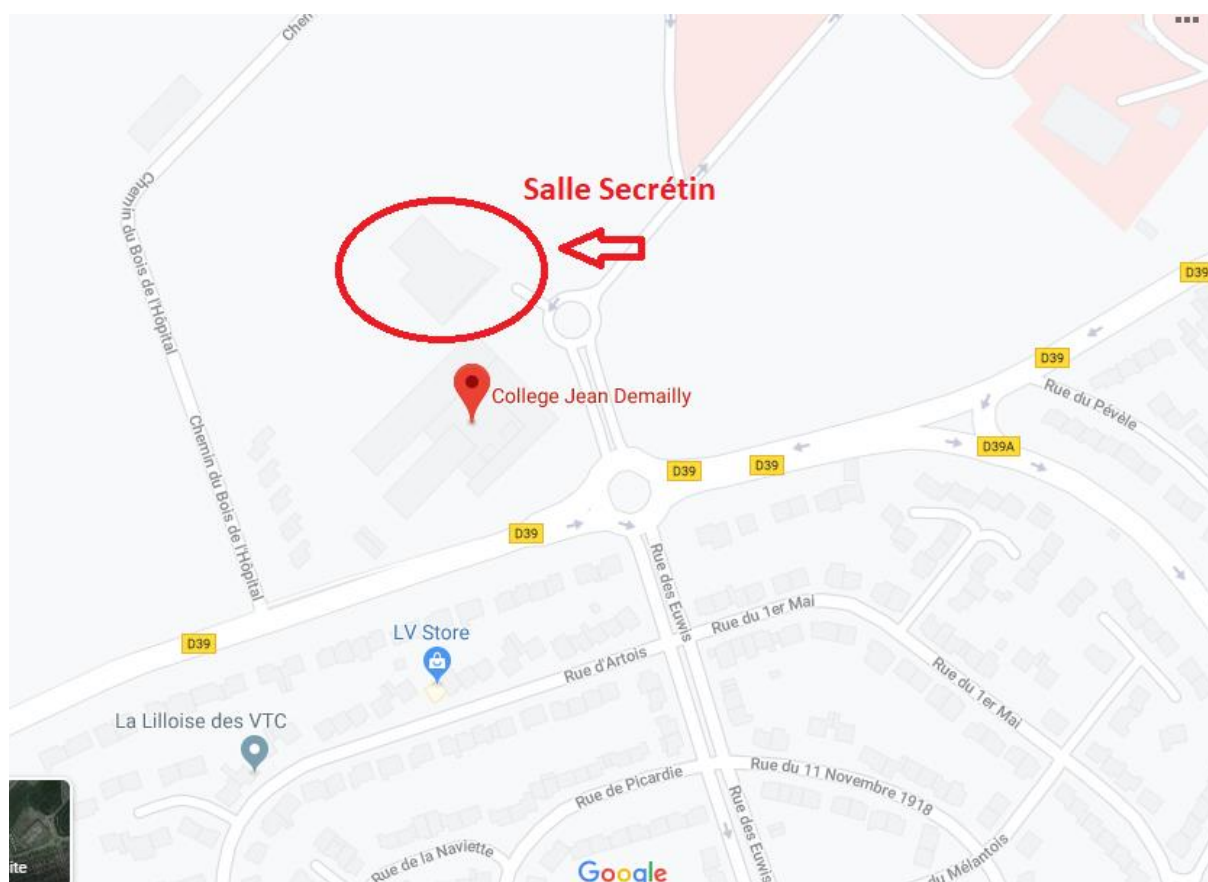 Chem
Chemin du Bois de l'Hôpital
Salle Secrétin
D39
College Jean Demailly
D39
Rue du Pévèle
D39A
Chemin du Bois de l'Hôpital
D39
D39
D39
Rue des Euwis
Rue du 1er Mai
D39
LV Store
Rue d'Artois
Rue du 1er Mai
La Lilloise des VTC
Rue de Picardie
Rue du 11 Novembre 1918
Rue des Euwis
ite
Rue de la Naviette
Google
du Mélantois